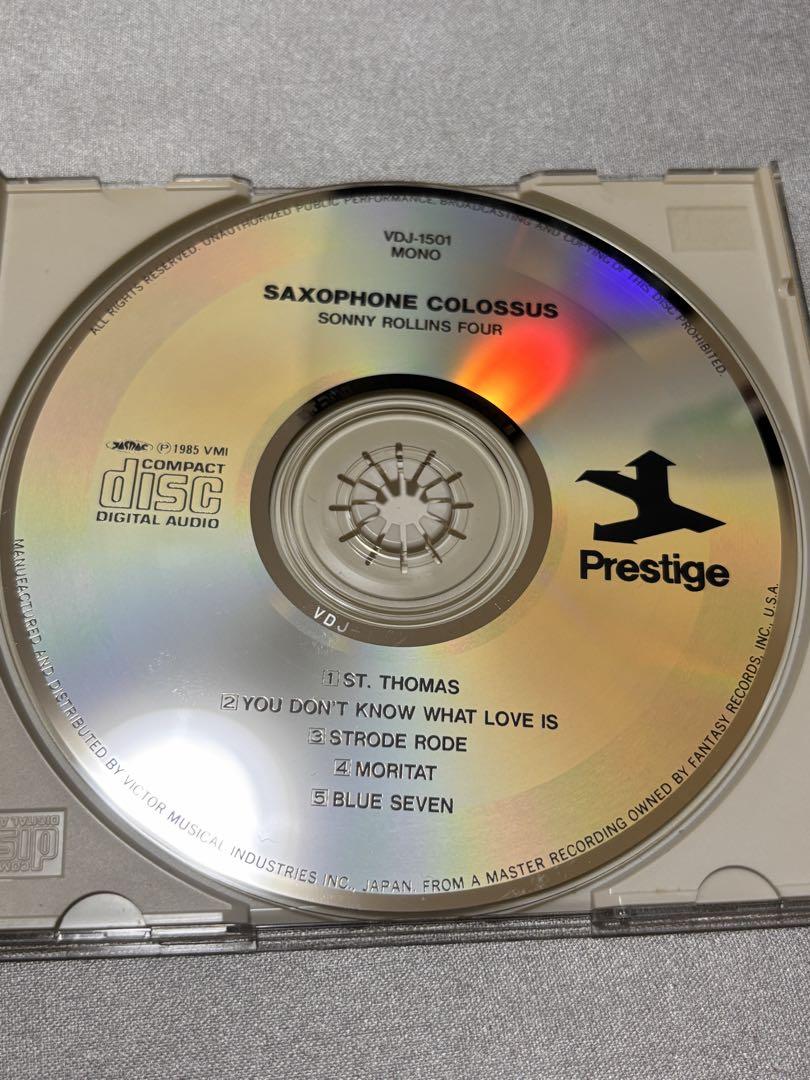 ALL RIGHTS RESERVED. UNAUTHORIZED PUBLIC PERFORMANCE, BROADCASTING AND COPYING OF THIS DISC PROHIBITED.
VDJ-1501
MONO
SAXOPHONE COLOSSUS
SONNY ROLLINS FOUR
JASRAC Ⓟ 1985 VMI
COMPACT
disc
DIGITAL AUDIO
Prestige
VDJ-
1 ST. THOMAS
2 YOU DON'T KNOW WHAT LOVE IS
3 STRODE RODE
4 MORITAT
5 BLUE SEVEN
MANUFACTURED AND DISTRIBUTED BY VICTOR MUSICAL INDUSTRIES INC., JAPAN. FROM A MASTER RECORDING OWNED BY FANTASY RECORDS, INC., U.S.A.
disc